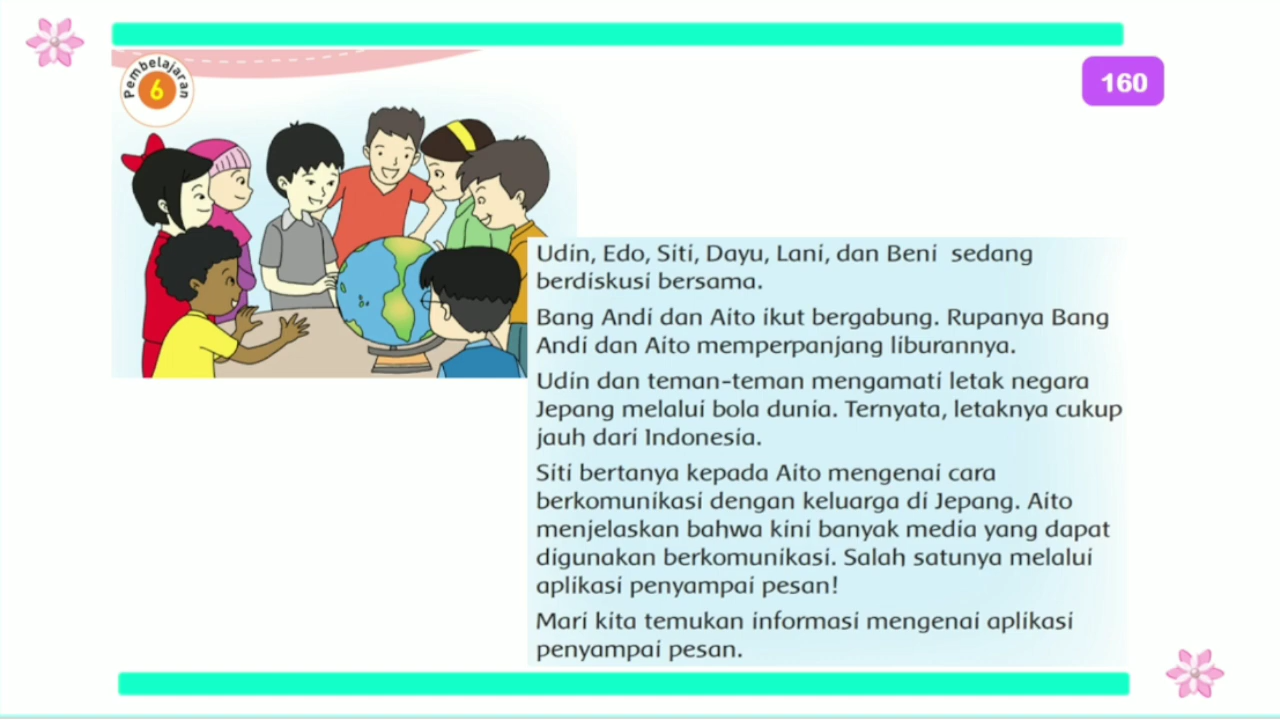 Pembelajaran
6
160
Udin, Edo, Siti, Dayu, Lani, dan Beni sedang
berdiskusi bersama.
Bang Andi dan Aito ikut bergabung. Rupanya Bang
Andi dan Aito memperpanjang liburannya.
Udin dan teman-teman mengamati letak negara
Jepang melalui bola dunia. Ternyata, letaknya cukup
jauh dari Indonesia.
Siti bertanya kepada Aito mengenai cara
berkomunikasi dengan keluarga di Jepang. Aito
menjelaskan bahwa kini banyak media yang dapat
digunakan berkomunikasi. Salah satunya melalui
aplikasi penyampai pesan!
Mari kita temukan informasi mengenai aplikasi
penyampai pesan.